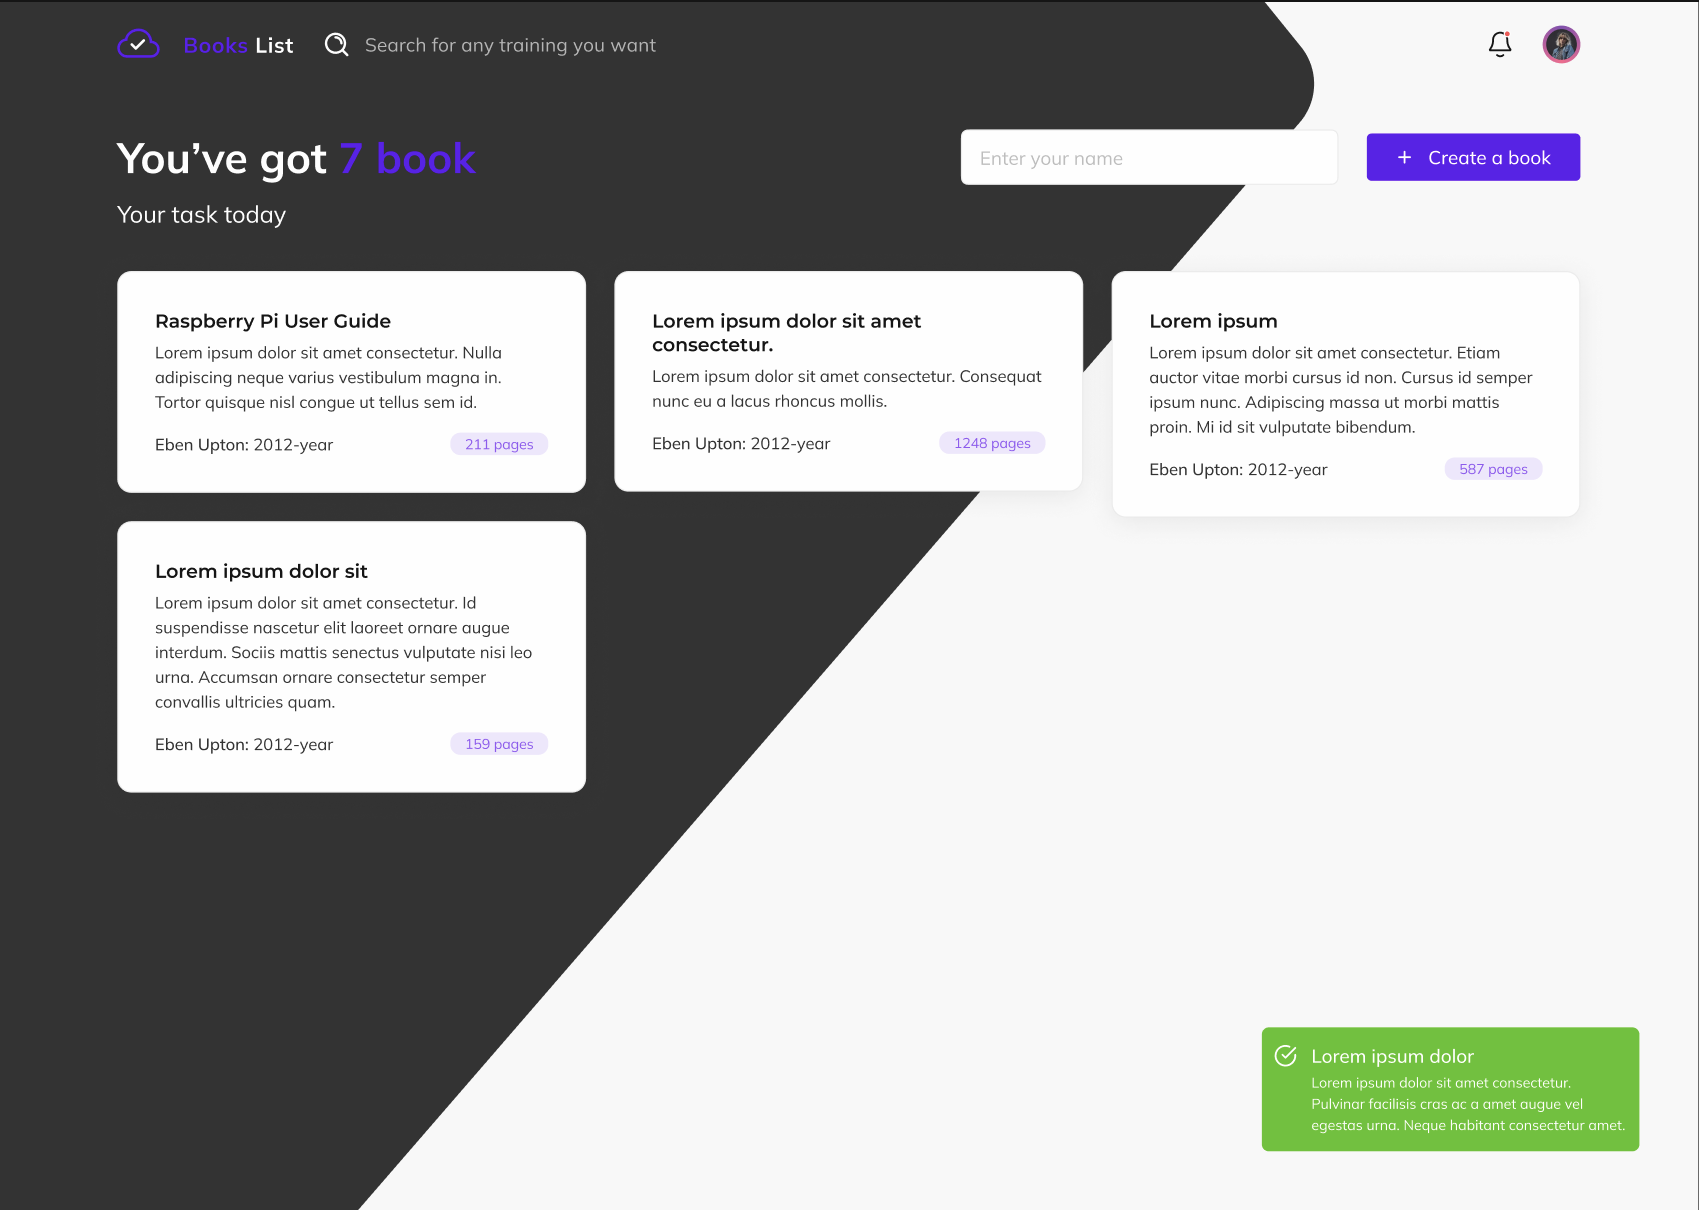 Books List
Search for any training you want
You’ve got 7 book
Enter your name
+ Create a book
Your task today
Raspberry Pi User Guide
Lorem ipsum dolor sit amet consectetur. Nulla
adipiscing neque varius vestibulum magna in.
Tortor quisque nisl congue ut tellus sem id.
Eben Upton: 2012-year
211 pages
Lorem ipsum dolor sit amet
consectetur.
Lorem ipsum dolor sit amet consectetur. Consequat
nunc eu a lacus rhoncus mollis.
Eben Upton: 2012-year
1248 pages
Lorem ipsum
Lorem ipsum dolor sit amet consectetur. Etiam
auctor vitae morbi cursus id non. Cursus id semper
ipsum nunc. Adipiscing massa ut morbi mattis
proin. Mi id sit vulputate bibendum.
Eben Upton: 2012-year
587 pages
Lorem ipsum dolor sit
Lorem ipsum dolor sit amet consectetur. Id
suspendisse nascetur elit laoreet ornare augue
interdum. Sociis mattis senectus vulputate nisi leo
urna. Accumsan ornare consectetur semper
convallis ultricies quam.
Eben Upton: 2012-year
159 pages
Lorem ipsum dolor
Lorem ipsum dolor sit amet consectetur.
Pulvinar facilisis cras ac a amet augue vel
egestas urna. Neque habitant consectetur amet.